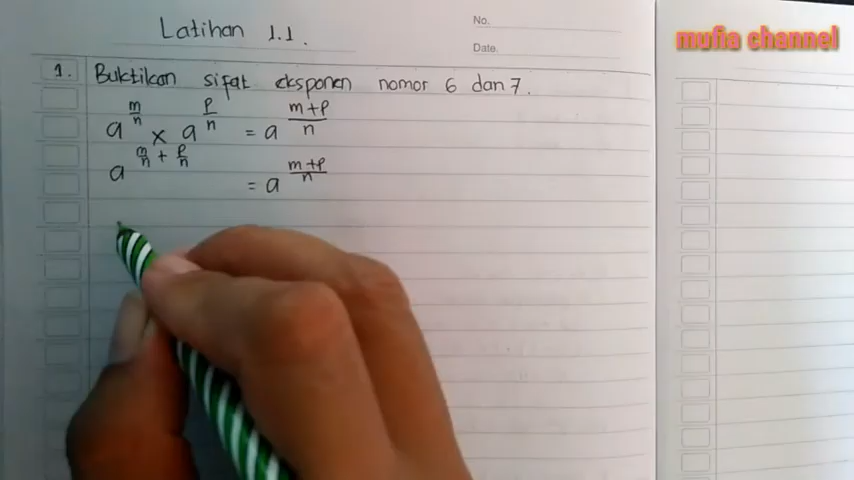 Latihan 1.1.
No.
Date.
mufia channel
1. Buktikan sifat eksponen nomor 6 dan 7.
a^(m/n) × a^(p/n) = a^((m+p)/n)
a^(m/n + p/n) = a^((m+p)/n)